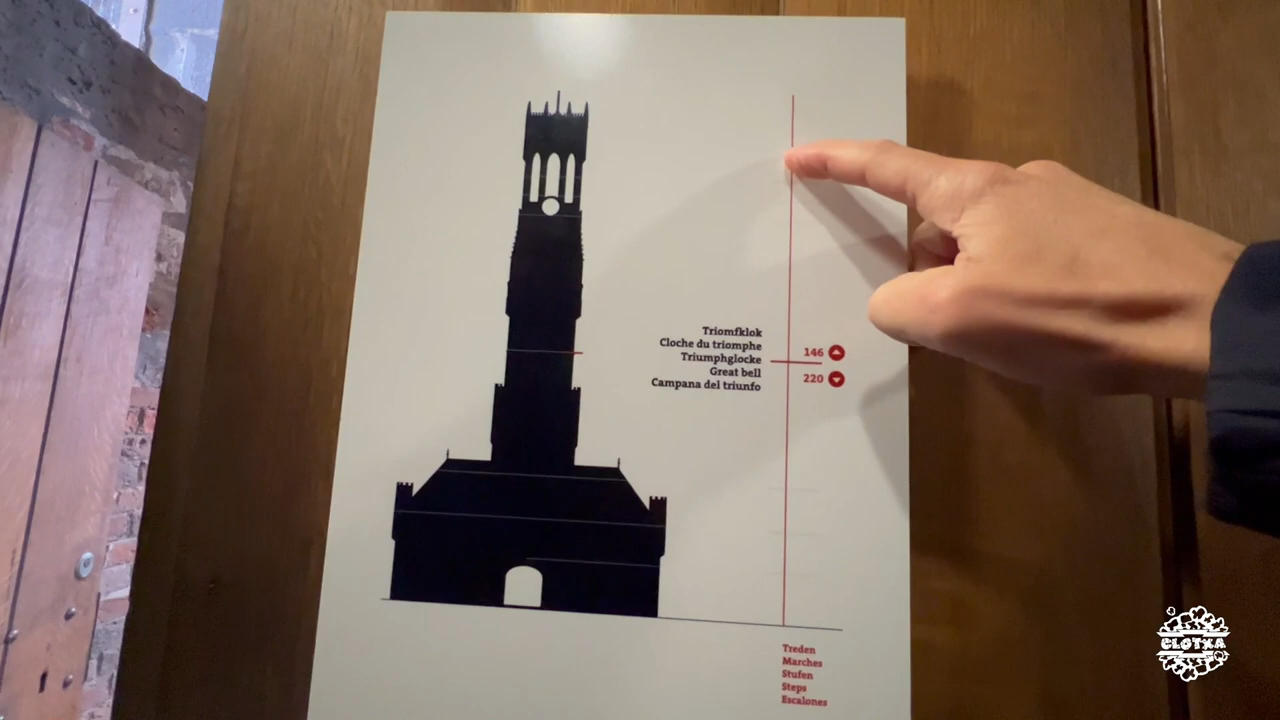 Triomfklok
Cloche du triomphe
Triumphglocke
Great bell
Campana del triunfo
146
220
Treden
Marches
Stufen
Steps
Escalones
CLOTXA